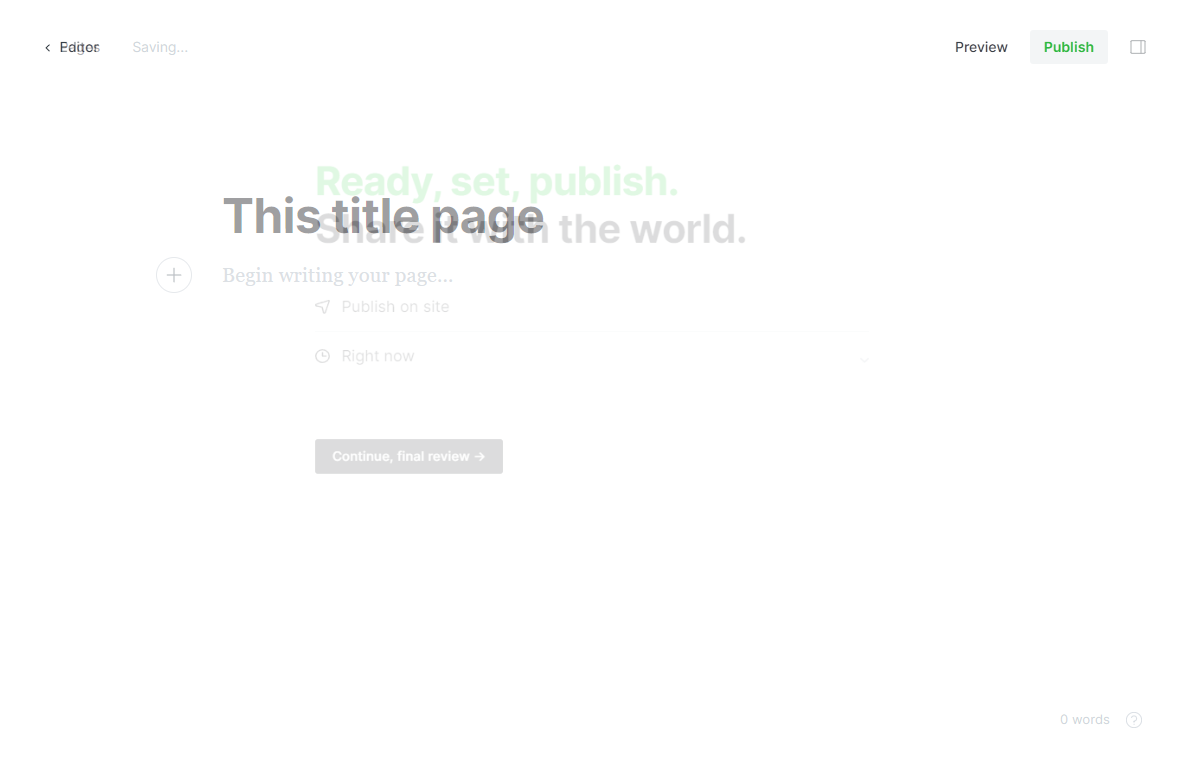 Editor Pages Saving... Preview Publish
Ready, set, publish.
This title page
Share it with the world.
Begin writing your page...
Publish on site
Right now
Continue, final review →
0 words ?